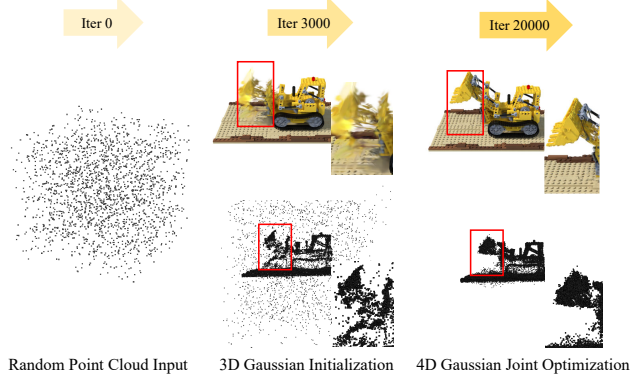 Iter 0
Iter 3000
Iter 20000
Random Point Cloud Input
3D Gaussian Initialization
4D Gaussian Joint Optimization